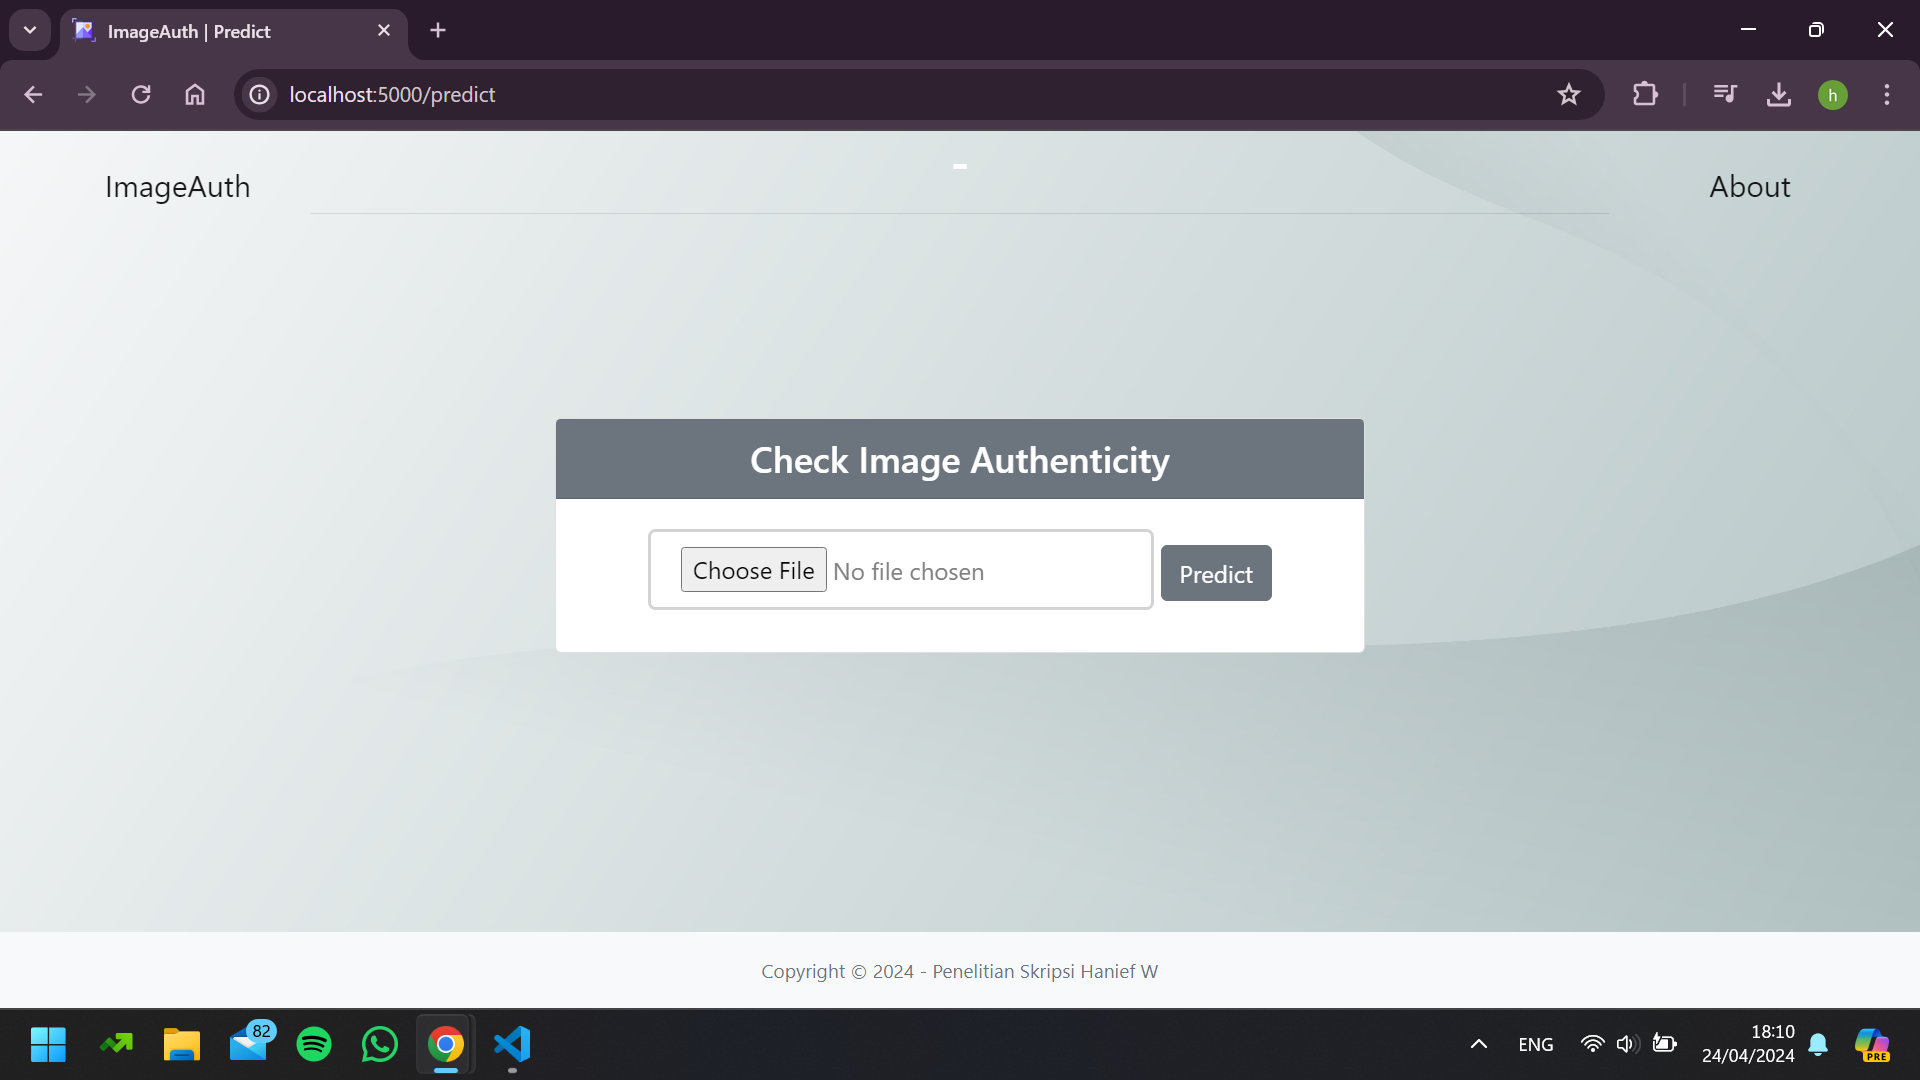 ImageAuth | Predict
localhost:5000/predict
h
ImageAuth
-
About
Check Image Authenticity
Choose File No file chosen
Predict
Copyright © 2024 - Penelitian Skripsi Hanief W
82
ENG
18:10
24/04/2024
PRE